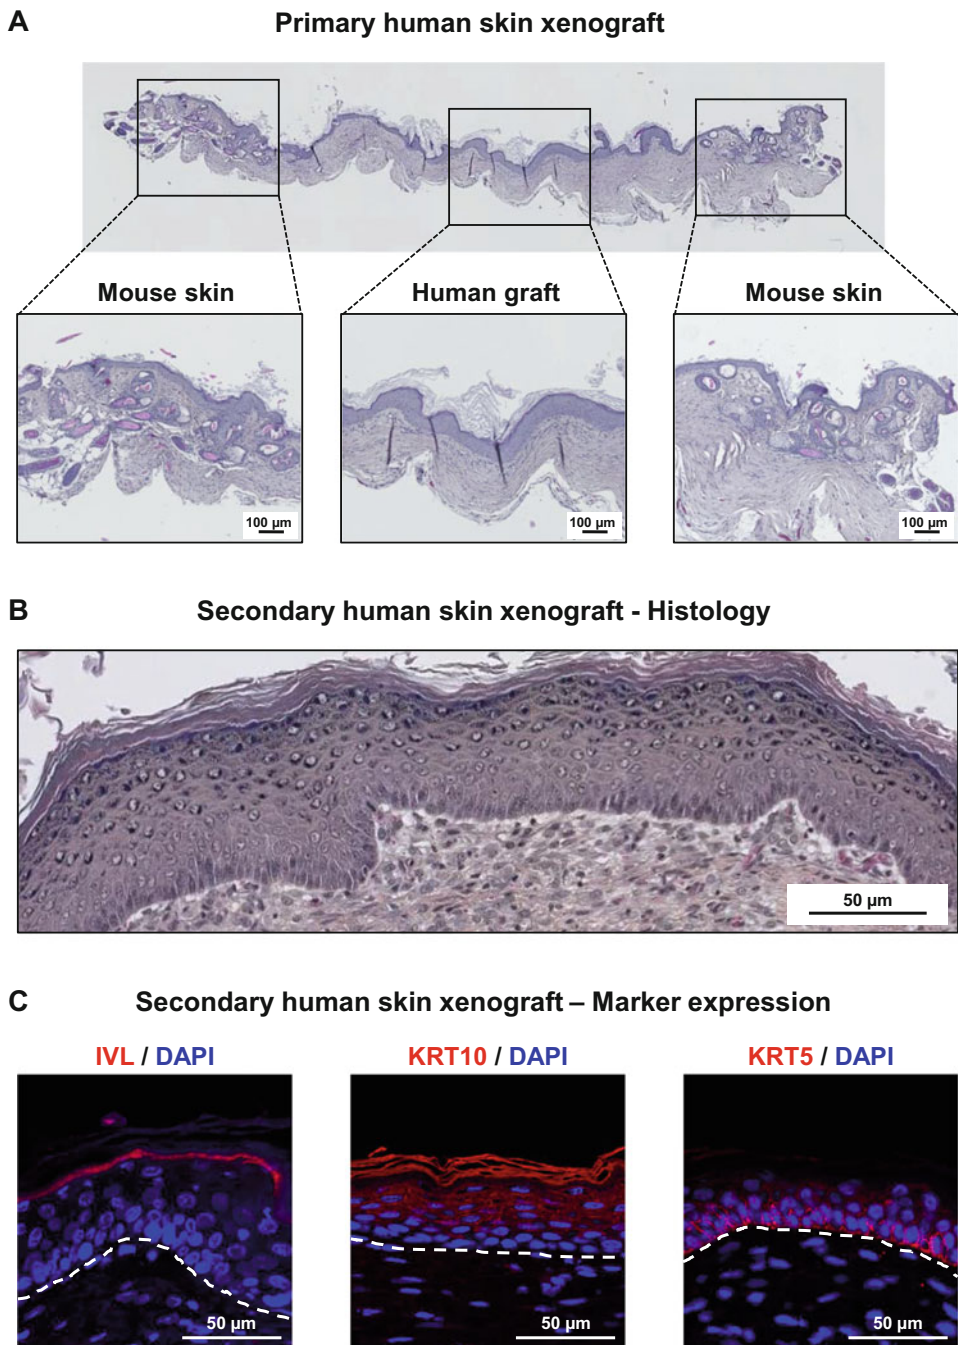 A
Primary human skin xenograft
Mouse skin
Human graft
Mouse skin
100 µm
100 µm
100 µm
B
Secondary human skin xenograft - Histology
50 µm
C
Secondary human skin xenograft – Marker expression
IVL / DAPI
KRT10 / DAPI
KRT5 / DAPI
50 µm
50 µm
50 µm